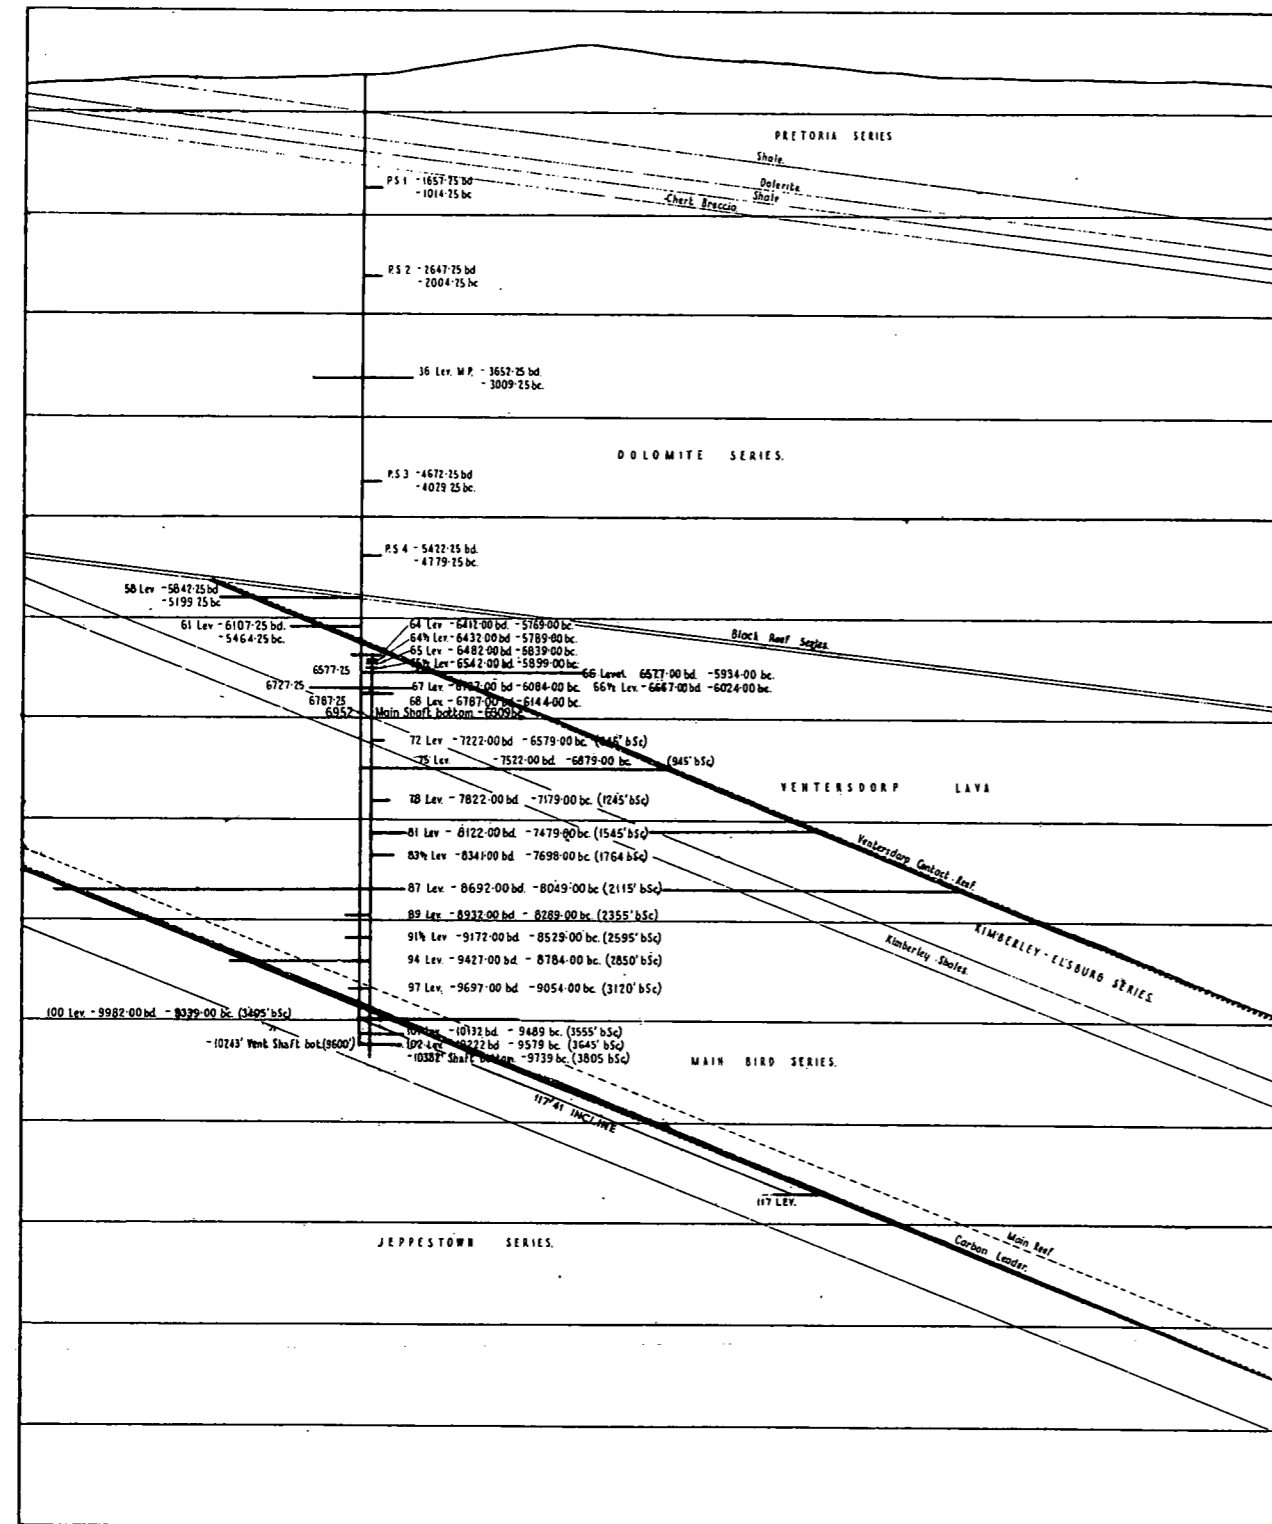 PRETORIA SERIES
Shale.
Dolerite
Shale
Chert Breccia
P.S 1 - 1657·25 bd
- 1014·25 bc
P.S 2 - 2647·25 bd
- 2004·25 bc
36 Lev. M P. - 3652·25 bd.
- 3009·25 bc.
DOLOMITE SERIES.
P.S 3 - 4672·25 bd
- 4029 25 bc.
P.S 4 - 5422·25 bd.
- 4779·25 bc.
58 Lev - 5842·25 bd
- 5199 25 bc
61 Lev - 6107·25 bd.
- 5464·25 bc.
64 Lev - 6412·00 bd. - 5769·00 bc.
64½ Lev - 6432·00 bd - 5789·00 bc.
65 Lev - 6482·00 bd - 5839·00 bc.
65½ Lev - 6542·00 bd. - 5899·00 bc.
Black Reef Series.
6577·25
66 Level. 6577·00 bd. - 5934·00 bc.
6727·25
67 Lev - 6727·00 bd - 6084·00 bc. 66½ Lev. - 6667·00 bd - 6024·00 bc.
6787·25
68 Lev - 6787·00 bd - 6144·00 bc.
6952 Main Shaft bottom - 6309 bc
72 Lev - 7222·00 bd - 6579·00 bc. (645' bSc)
75 Lev. - 7522·00 bd. - 6879·00 bc. (945' bSc)
VENTERSDORP LAVA
78 Lev. - 7822·00 bd. - 7179·00 bc. (1245' bSc)
81 Lev - 8122·00 bd. - 7479·00 bc. (1545' bSc)
Ventersdorp Contact Reef.
83½ Lev - 8341·00 bd. - 7698·00 bc. (1764 bSc)
87 Lev. - 8692·00 bd. - 8049·00 bc (2115' bSc)
89 Lev - 8932·00 bd - 8289·00 bc. (2355' bSc)
KIMBERLEY - ELSBURG SERIES.
91½ Lev - 9172·00 bd. - 8529·00 bc. (2595' bSc)
Kimberley Shales.
94 Lev. - 9427·00 bd. - 8784·00 bc. (2850' bSc)
97 Lev. - 9697·00 bd - 9054·00 bc. (3120' bSc)
100 Lev. - 9982·00 bd - 9339·00 bc. (3405' bSc)
101 Lev - 10132 bd - 9489 bc. (3555' bSc)
- 10243' Vent Shaft bot. (9600')
102 Lev - 10222 bd - 9579 bc. (3645' bSc)
- 10382' Shaft bottom. - 9739 bc. (3805 bSc)
MAIN BIRD SERIES.
117·41 INCLINE
117 LEV.
Main Reef
Carbon Leader.
JEPPESTOWN SERIES.